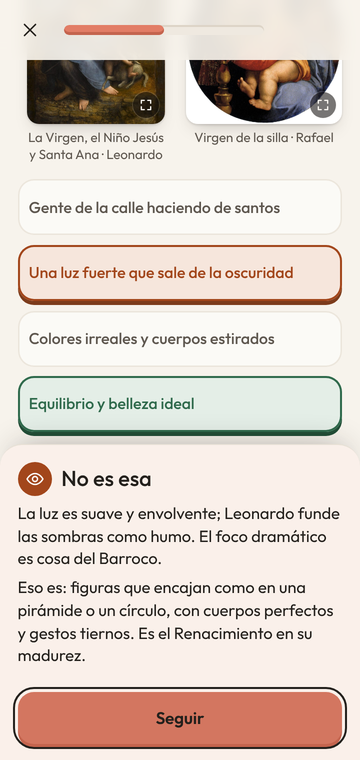 La Virgen, el Niño Jesús
y Santa Ana · Leonardo
Virgen de la silla · Rafael
Gente de la calle haciendo de santos
Una luz fuerte que sale de la oscuridad
Colores irreales y cuerpos estirados
Equilibrio y belleza ideal
No es esa
La luz es suave y envolvente; Leonardo funde
las sombras como humo. El foco dramático
es cosa del Barroco.
Eso es: figuras que encajan como en una
pirámide o un círculo, con cuerpos perfectos
y gestos tiernos. Es el Renacimiento en su
madurez.
Seguir